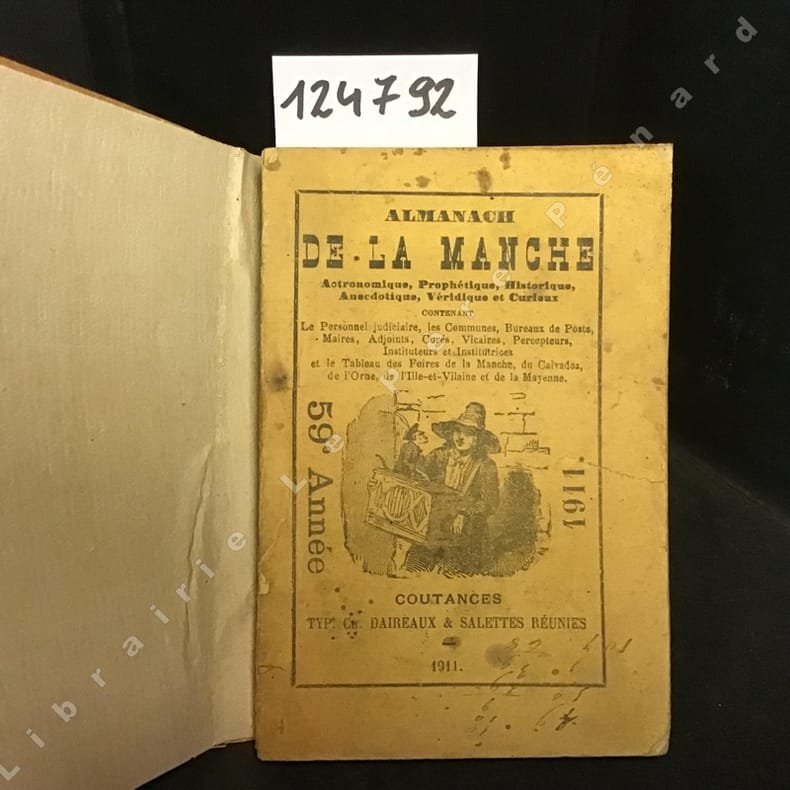 124792
ALMANACH
DE LA MANCHE
Astronomique, Prophétique, Historique,
Anecdotique, Véridique et Curieux
CONTENANT
Le Personnel judiciaire, les Communes, Bureaux de Poste,
Maires, Adjoints, Curés, Vicaires, Percepteurs,
Instituteurs et Institutrices
et le Tableau des Foires de la Manche, du Calvados,
de l'Orne, de l'Ille-et-Vilaine et de la Mayenne.
59e Année
1911.
COUTANCES
TYP. CH. DAIREAUX & SALETTES RÉUNIES
1911.
Librairie Le Père Pénard